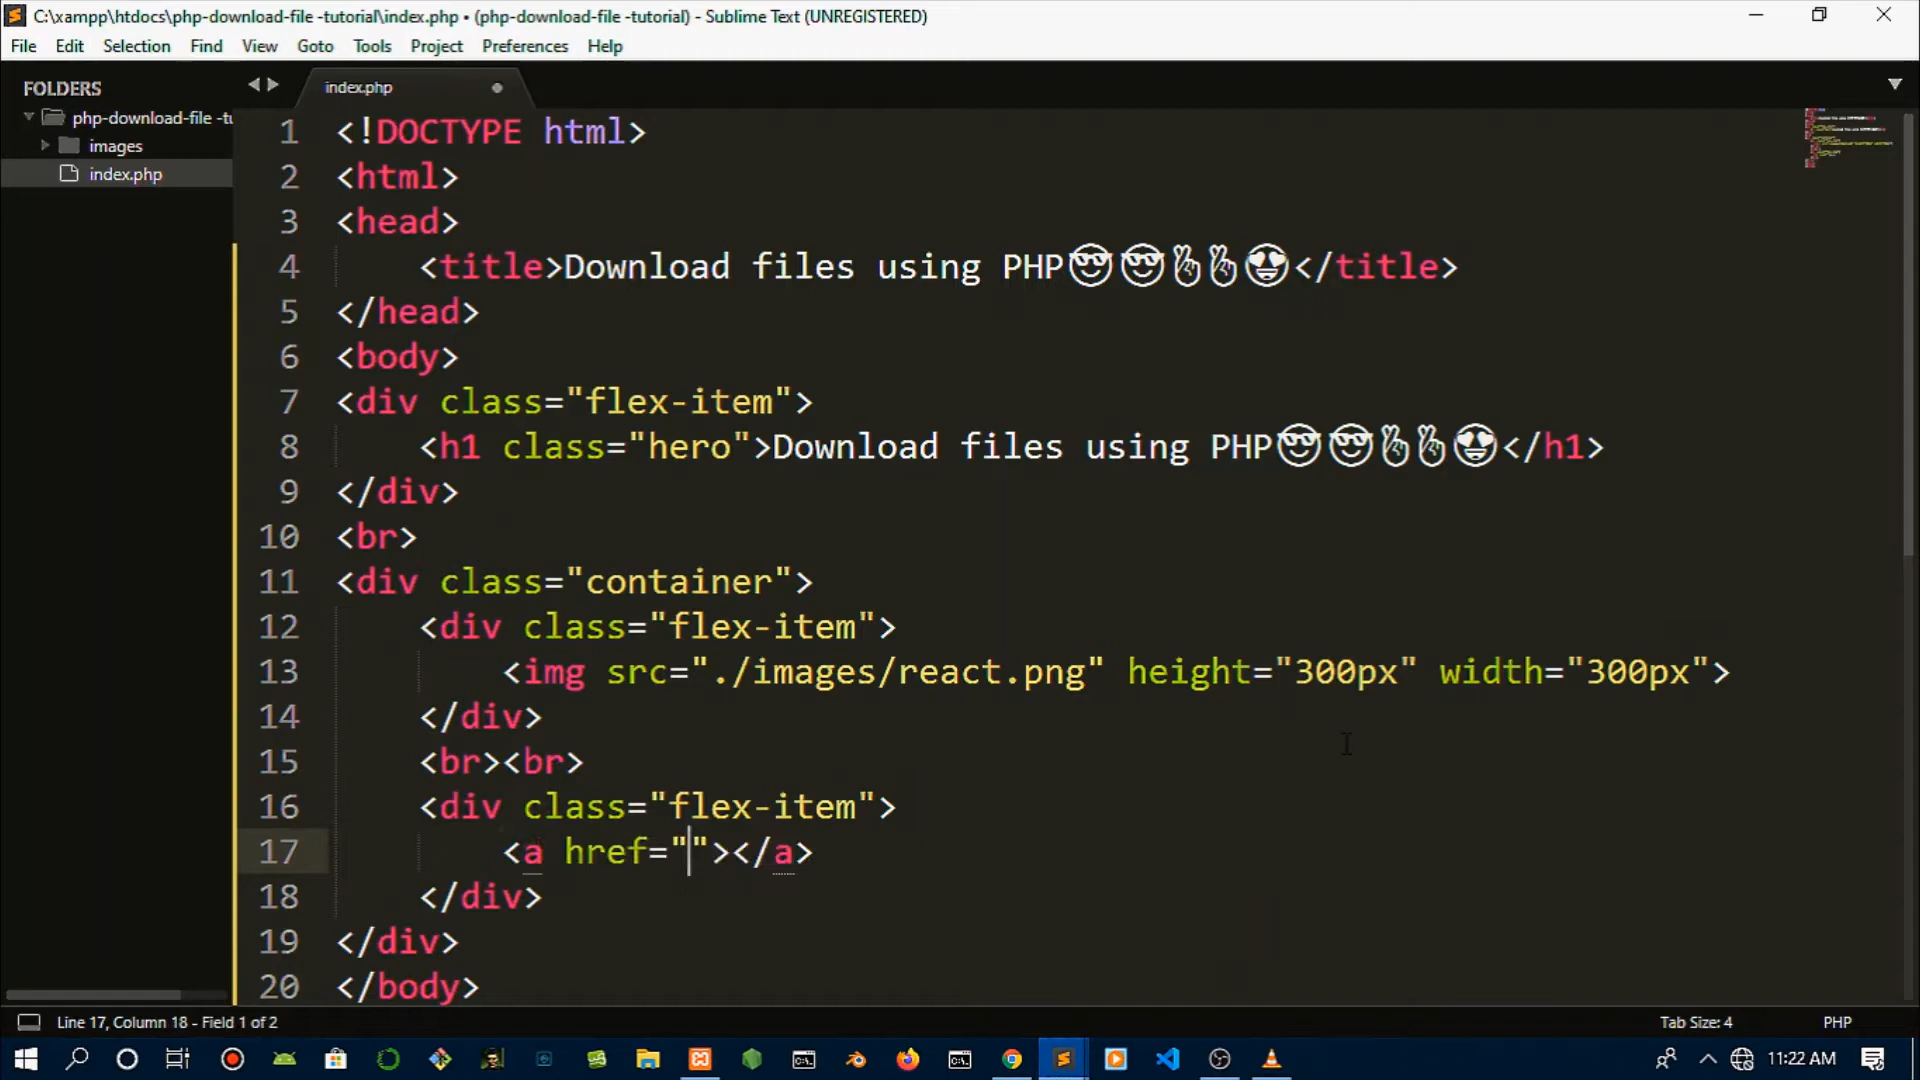 C:\xampp\htdocs\php-download-file -tutorial\index.php • (php-download-file -tutorial) - Sublime Text (UNREGISTERED)
File Edit Selection Find View Goto Tools Project Preferences Help
FOLDERS
php-download-file -tu
images
index.php
index.php
1 <!DOCTYPE html>
2 <html>
3 <head>
4 <title>Download files using PHP😎😎🤞🤞😍</title>
5 </head>
6 <body>
7 <div class="flex-item">
8 <h1 class="hero">Download files using PHP😎😎🤞🤞😍</h1>
9 </div>
10 <br>
11 <div class="container">
12 <div class="flex-item">
13 <img src="./images/react.png" height="300px" width="300px">
14 </div>
15 <br><br>
16 <div class="flex-item">
17 <a href=""></a>
18 </div>
19 </div>
20 </body>
Line 17, Column 18 - Field 1 of 2
Tab Size: 4 PHP
11:22 AM